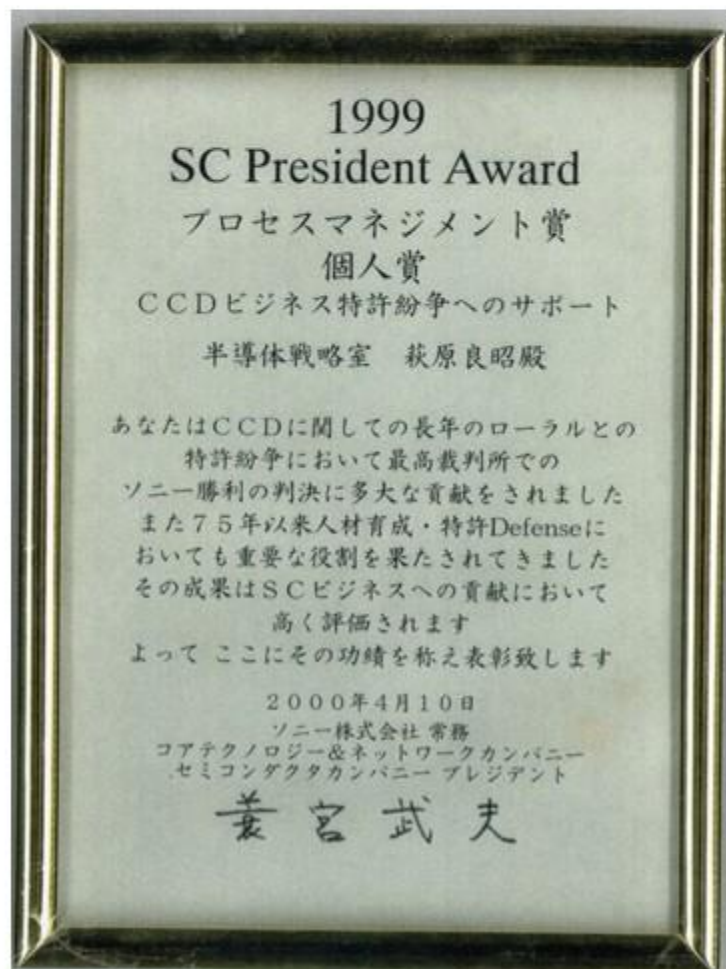 1999
SC President Award
プロセスマネジメント賞
個人賞
CCDビジネス特許紛争へのサポート
半導体戦略室　萩原良昭殿
あなたはCCDに関しての長年のローラルとの
特許紛争において最高裁判所での
ソニー勝利の判決に多大な貢献をされました
また75年以来人材育成・特許Defenseに
おいても重要な役割を果たされてきました
その成果はSCビジネスへの貢献において
高く評価されます
よって ここにその功績を称え表彰致します
2000年4月10日
ソニー株式会社 常務
コアテクノロジー&ネットワークカンパニー
セミコンダクタカンパニー プレジデント
蓑宮武夫